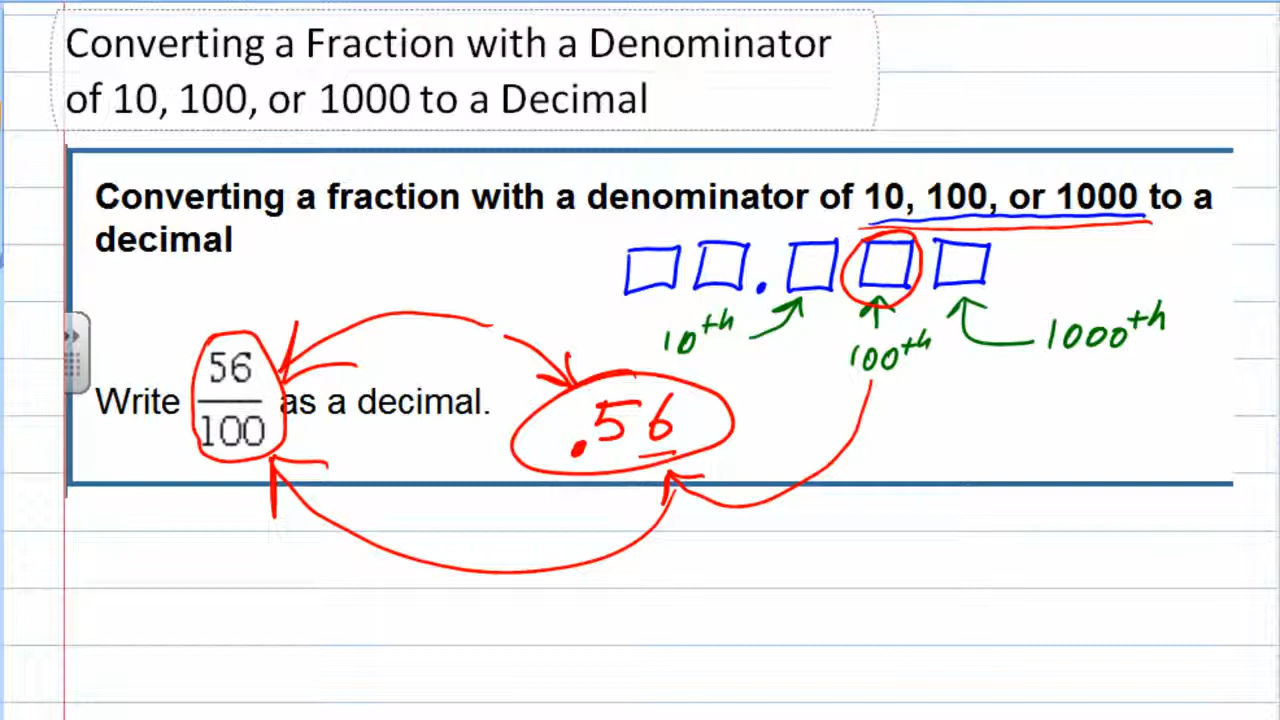 Converting a Fraction with a Denominator
of 10, 100, or 1000 to a Decimal
Converting a fraction with a denominator of 10, 100, or 1000 to a
decimal
10th
100th
1000th
Write 56/100 as a decimal.
.56